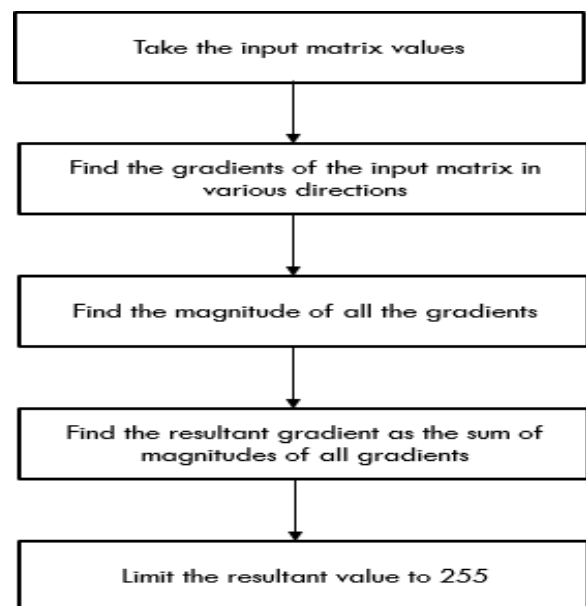 Take the input matrix values
Find the gradients of the input matrix in
various directions
Find the magnitude of all the gradients
Find the resultant gradient as the sum of
magnitudes of all gradients
Limit the resultant value to 255